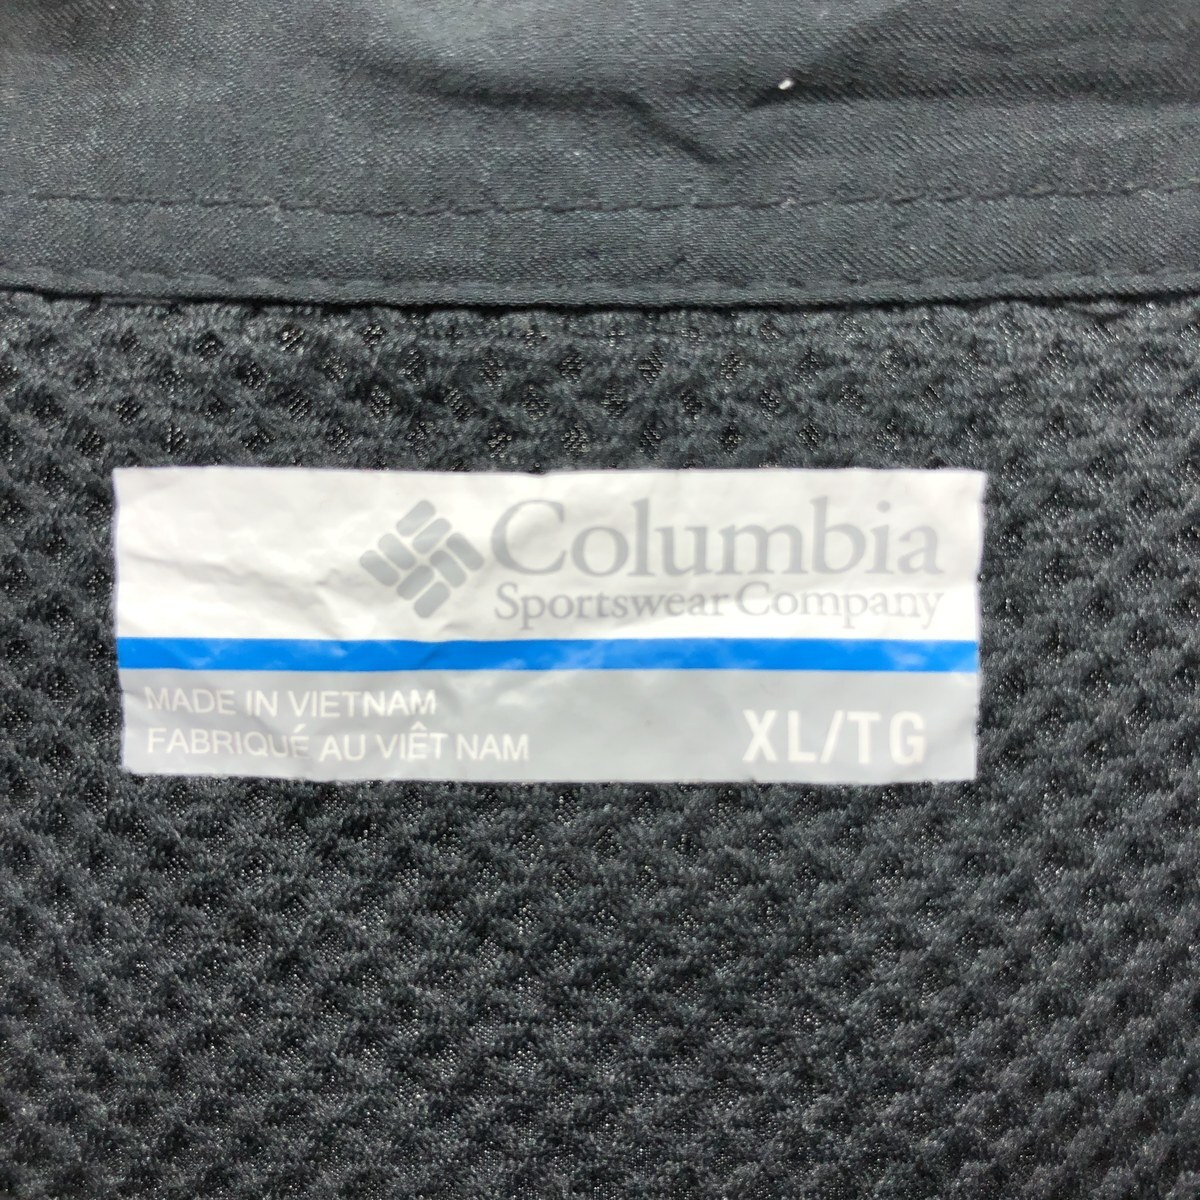 Columbia
Sportswear Company
MADE IN VIETNAM
FABRIQUÉ AU VIÊT NAM
XL/TG